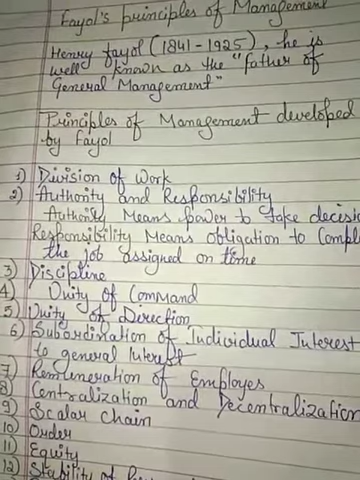 Fayol's principles of Management
Henry fayol (1841-1925), he is
well known as the "father of
General Management"
Principles of Management developed
by Fayol
1) Division of Work
2) Authority and Responsibility
Authority Means power to take
Responsibility Means obligation to
the job assigned on time
3) Discipline
4) Unity of Command
5) Unity of Direction
6) Subordination of Individual Interest
to general Interest
7) Remuneration of Employes
8) Centralization and Decentralization
9) Scalar Chain
10) Order
11) Equity
12) Stability of